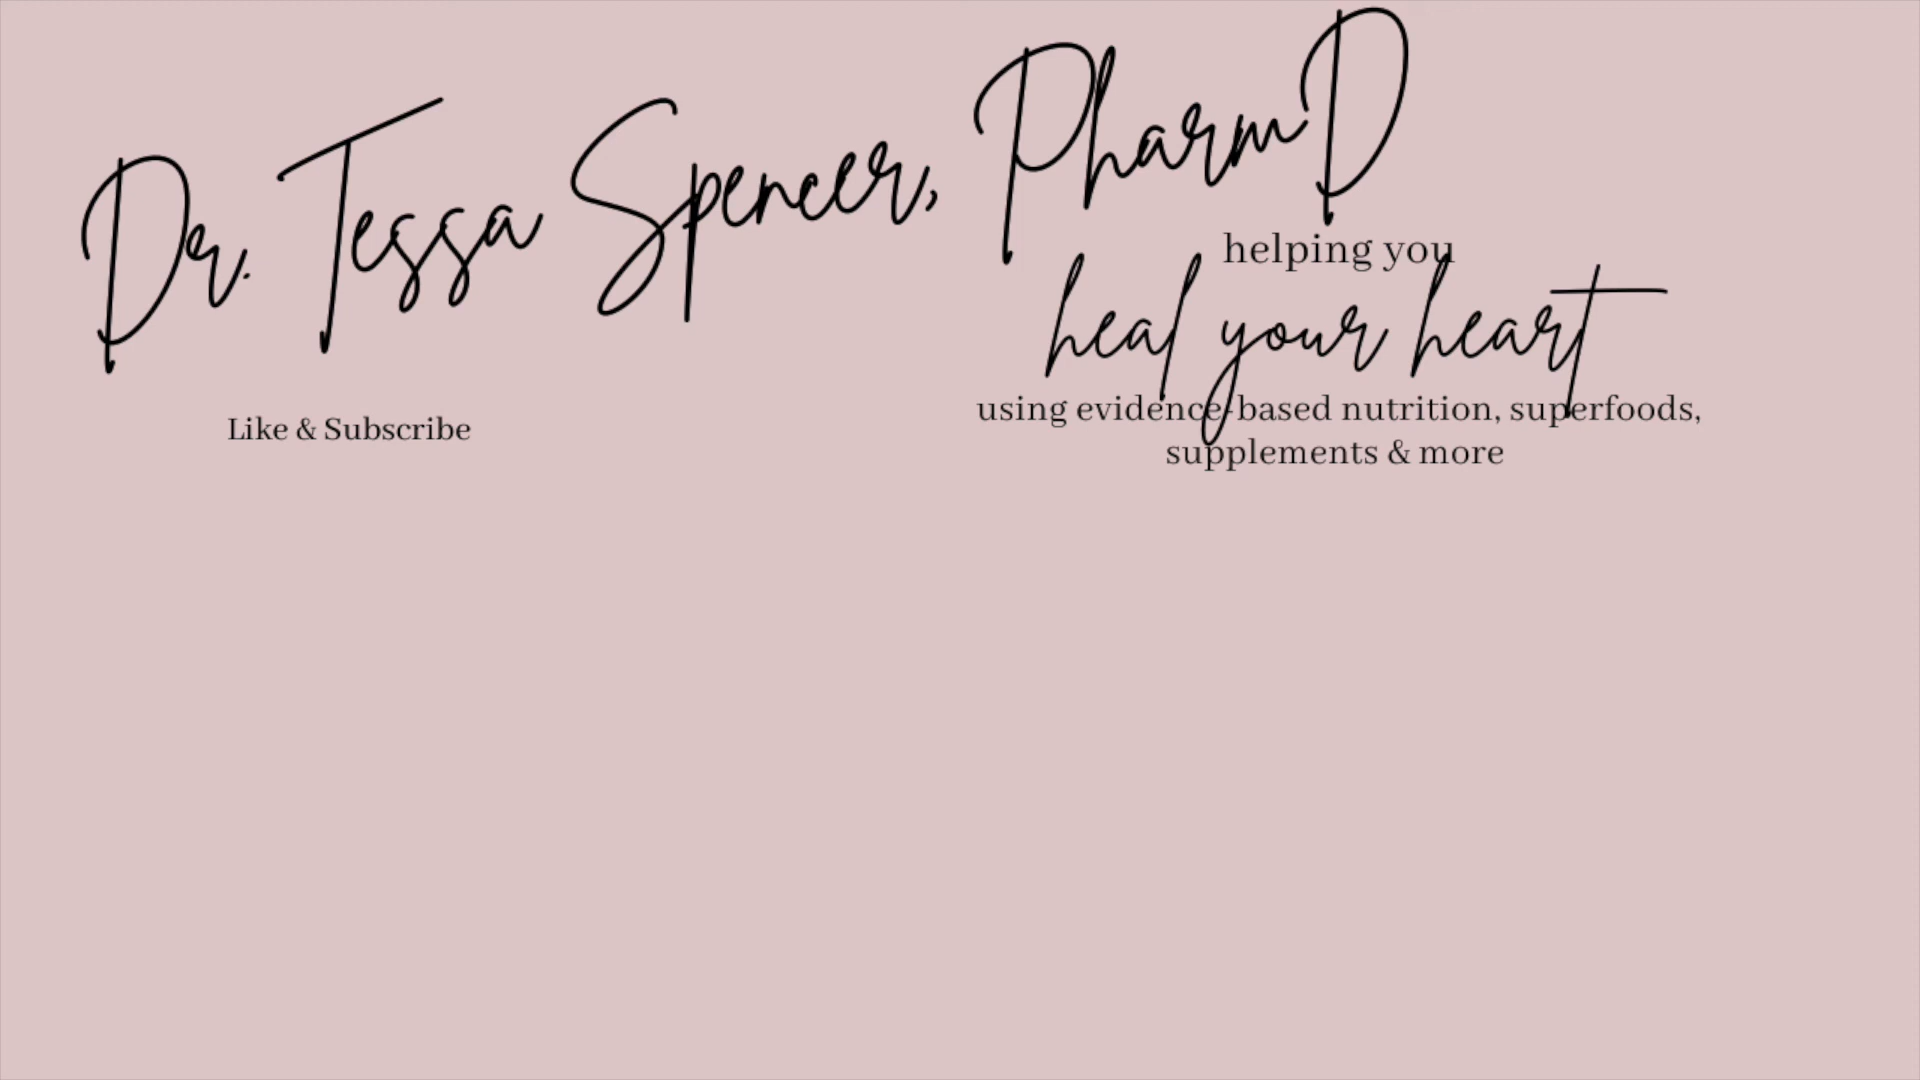 Dr. Tessa Spencer, PharmD
helping you
heal your heart
using evidence-based nutrition, superfoods,
supplements & more
Like & Subscribe